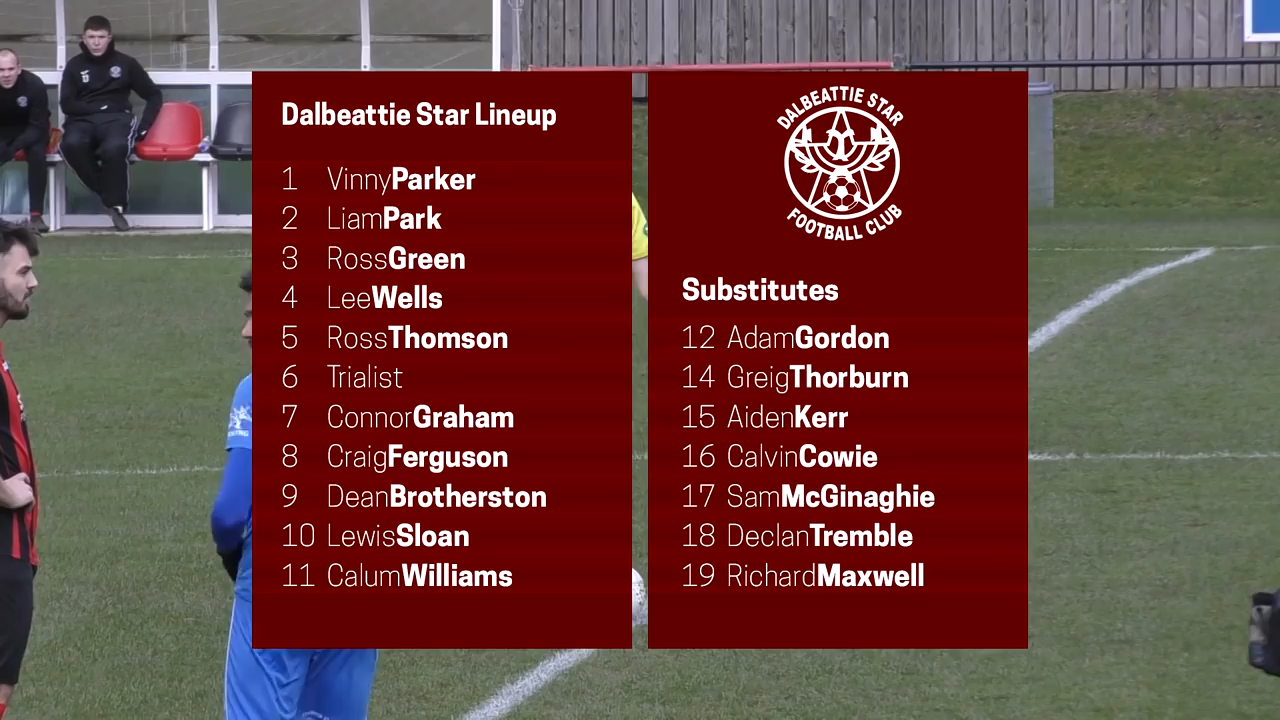 Dalbeattie Star Lineup
1 VinnyParker
2 LiamPark
3 RossGreen
4 LeeWells
5 RossThomson
6 Trialist
7 ConnorGraham
8 CraigFerguson
9 DeanBrotherston
10 LewisSloan
11 CalumWilliams
DALBEATTIE STAR
FOOTBALL CLUB
Substitutes
12 AdamGordon
14 GreigThorburn
15 AidenKerr
16 CalvinCowie
17 SamMcGinaghie
18 DeclanTremble
19 RichardMaxwell